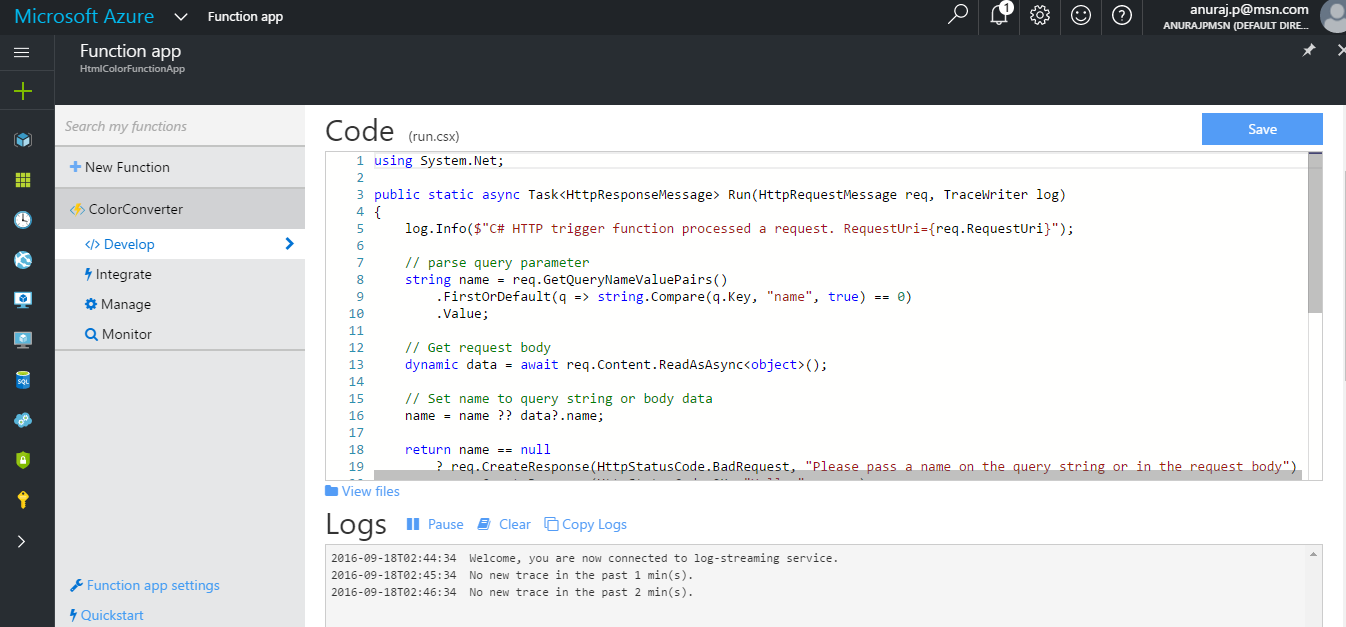 Microsoft Azure Function app
1
anuraj.p@msn.com
ANURAJPMSN (DEFAULT DIRE...
Function app
HtmlColorFunctionApp
Search my functions
New Function
ColorConverter
</> Develop
Integrate
Manage
Monitor
SQL
Function app settings
Quickstart
Code (run.csx)
Save
1 using System.Net;
2
3 public static async Task<HttpResponseMessage> Run(HttpRequestMessage req, TraceWriter log)
4 {
5 log.Info($"C# HTTP trigger function processed a request. RequestUri={req.RequestUri}");
6
7 // parse query parameter
8 string name = req.GetQueryNameValuePairs()
9 .FirstOrDefault(q => string.Compare(q.Key, "name", true) == 0)
10 .Value;
11
12 // Get request body
13 dynamic data = await req.Content.ReadAsAsync<object>();
14
15 // Set name to query string or body data
16 name = name ?? data?.name;
17
18 return name == null
19 ? req.CreateResponse(HttpStatusCode.BadRequest, "Please pass a name on the query string or in the request body")
View files
Logs Pause Clear Copy Logs
2016-09-18T02:44:34 Welcome, you are now connected to log-streaming service.
2016-09-18T02:45:34 No new trace in the past 1 min(s).
2016-09-18T02:46:34 No new trace in the past 2 min(s).